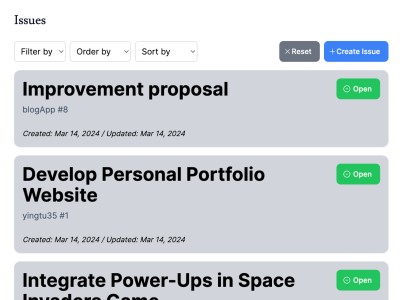 Issues
Filter by Order by Sort by Reset Create Issue
Improvement proposal Open
blogApp #8
Created: Mar 14, 2024 / Updated: Mar 14, 2024
Develop Personal Portfolio Open
Website
yingtu35 #1
Created: Mar 14, 2024 / Updated: Mar 14, 2024
Integrate Power-Ups in Space Open
Invaders Game